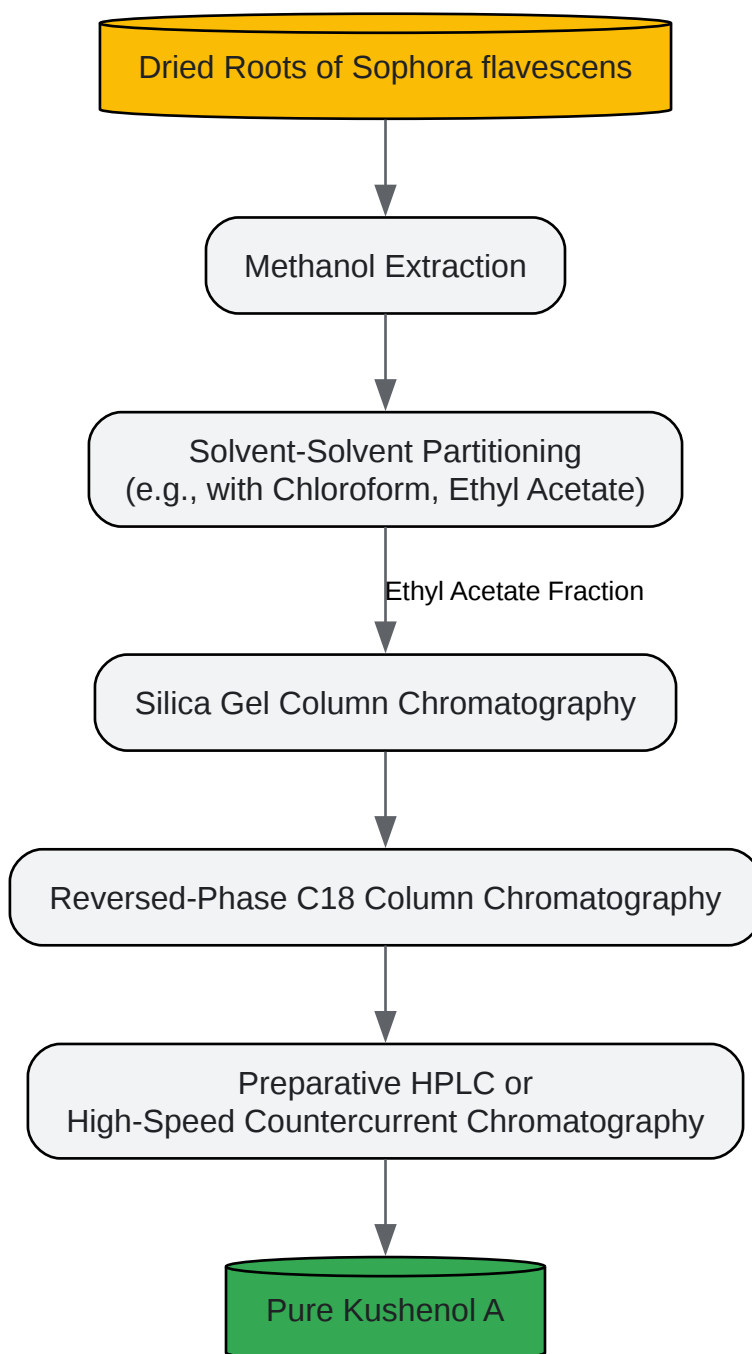 Dried Roots of Sophora flavescens
Methanol Extraction
Solvent-Solvent Partitioning
(e.g., with Chloroform, Ethyl Acetate)
Ethyl Acetate Fraction
Silica Gel Column Chromatography
Reversed-Phase C18 Column Chromatography
Preparative HPLC or
High-Speed Countercurrent Chromatography
Pure Kushenol A